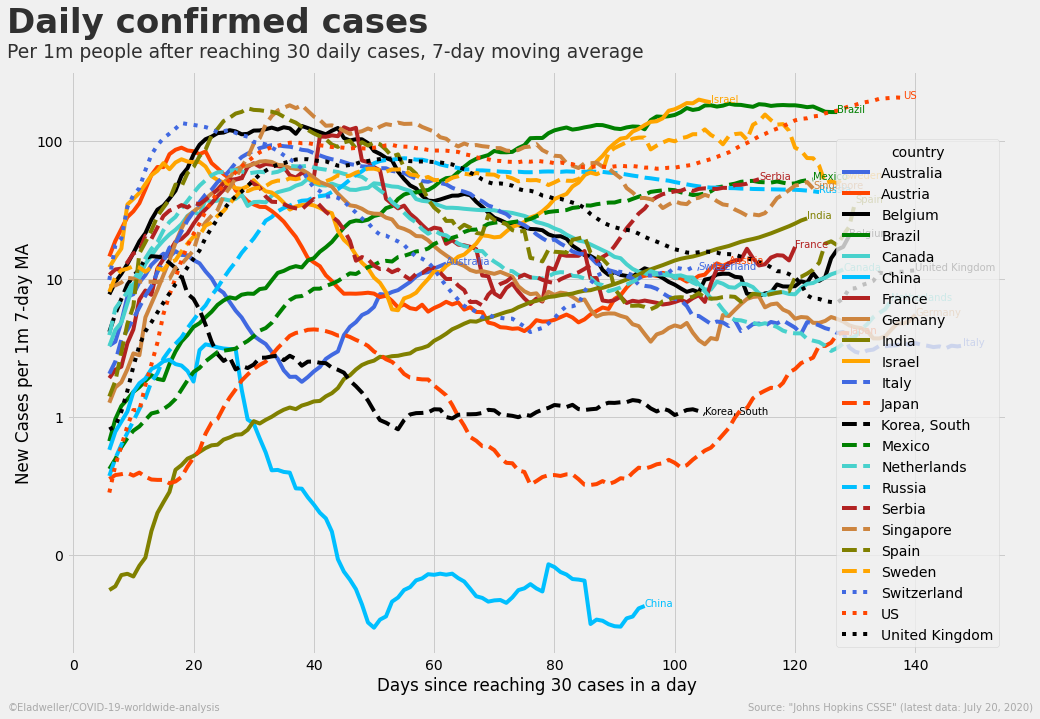 Daily confirmed cases
Per 1m people after reaching 30 daily cases, 7-day moving average
New Cases per 1m 7-day MA
100
10
1
0
0
20
40
60
80
100
120
140
Days since reaching 30 cases in a day
Israel
Brazil
US
Serbia
India
France
Australia
Switzerland
Korea, South
China
United Kingdom
Germany
Italy
country
Australia
Austria
Belgium
Brazil
Canada
China
France
Germany
India
Israel
Italy
Japan
Korea, South
Mexico
Netherlands
Russia
Serbia
Singapore
Spain
Sweden
Switzerland
US
United Kingdom
©Eladweller/COVID-19-worldwide-analysis
Source: "Johns Hopkins CSSE" (latest data: July 20, 2020)